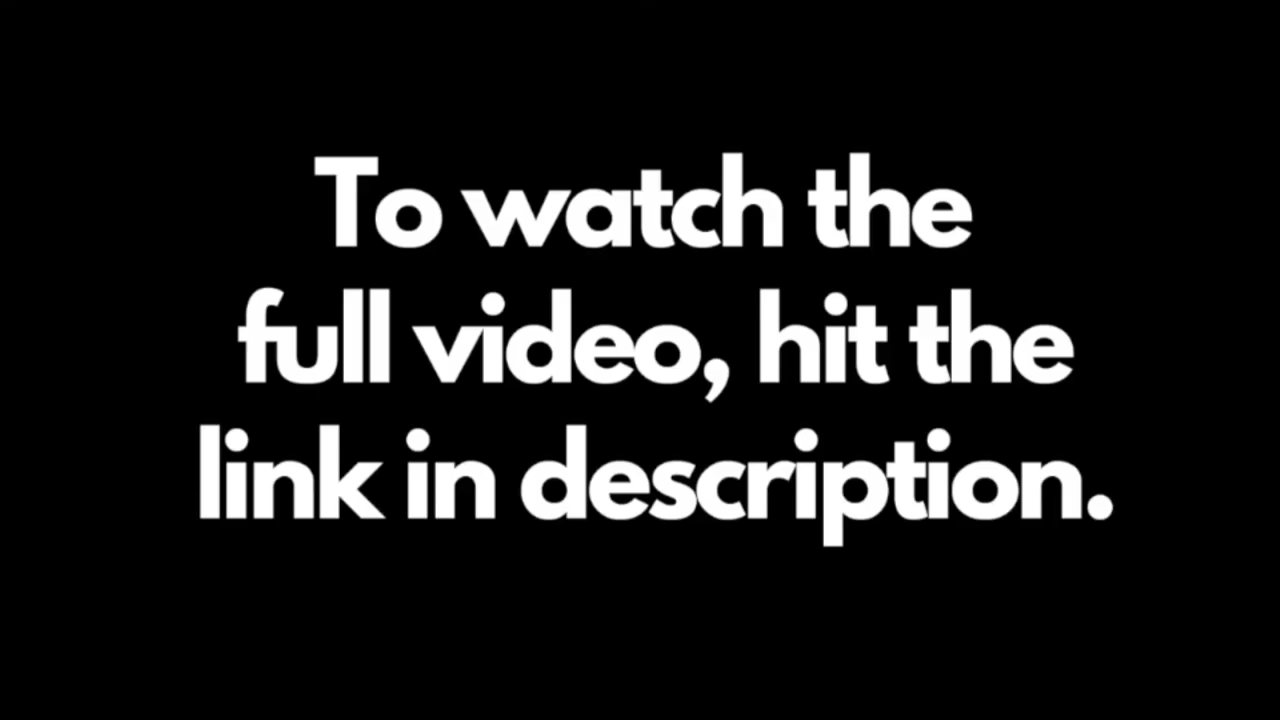 To watch the
full video, hit the
link in description.